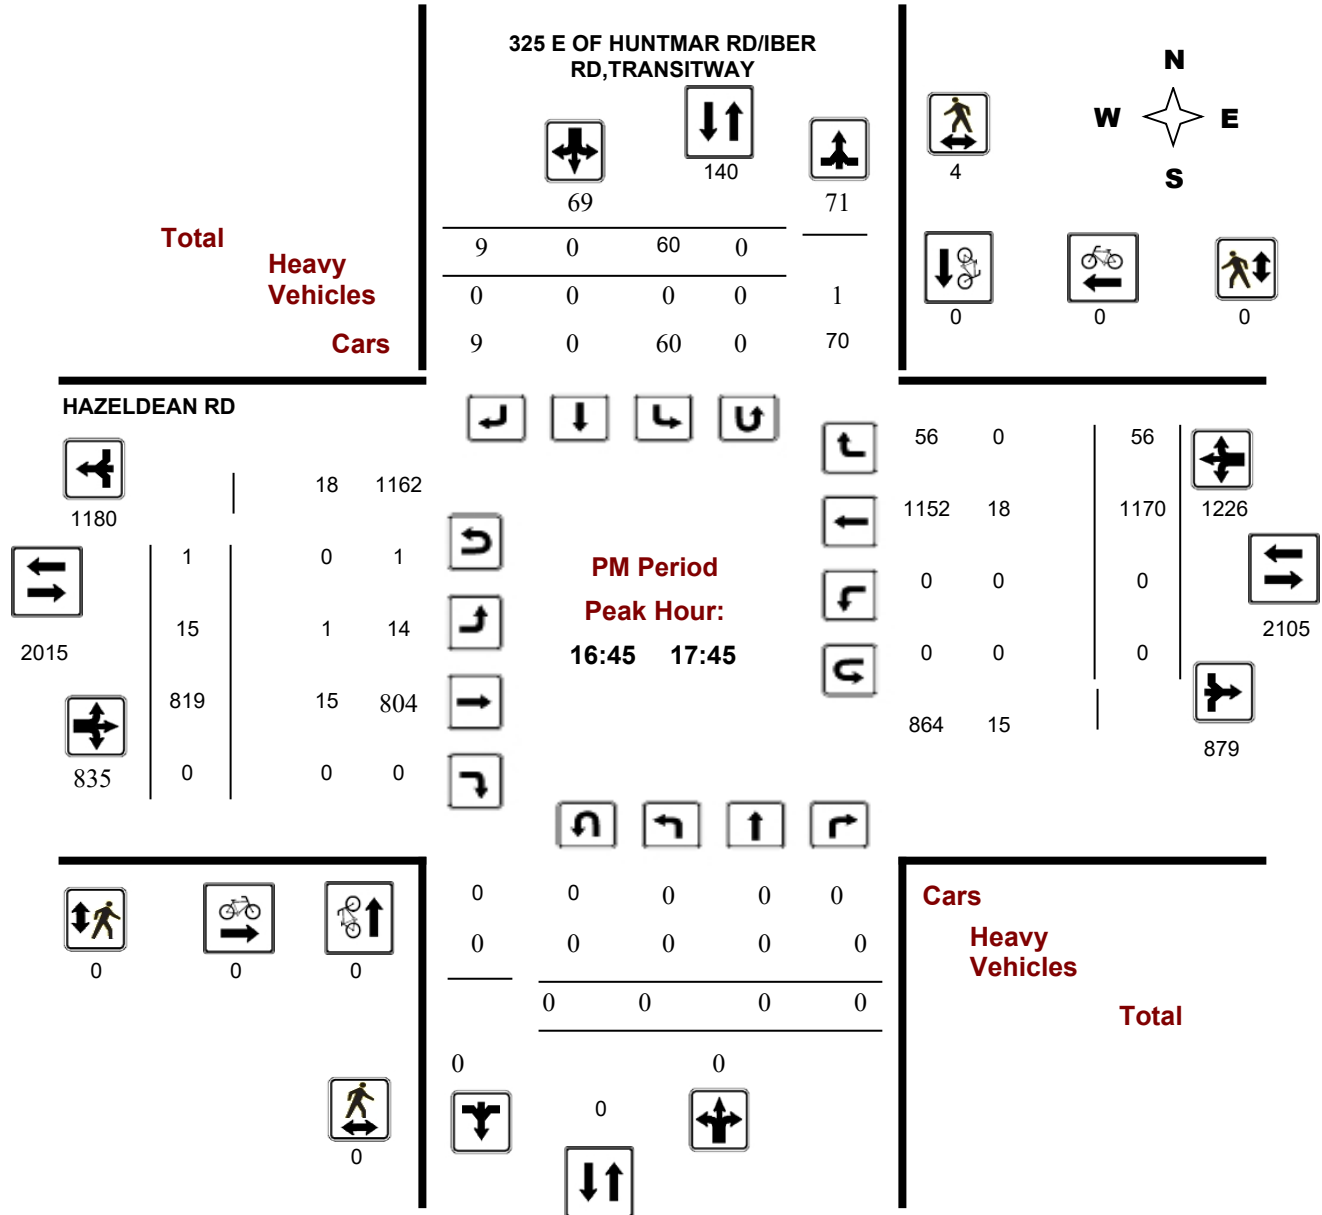 325 E OF HUNTMAR RD/IBER
RD,TRANSITWAY
N
W E
S
140
4
69 71
Total
9 0 60 0
Heavy
Vehicles
0 0 0 0 1
0 0 0
Cars
9 0 60 0 70
HAZELDEAN RD
56 0 56
18 1162
1180
1152 18 1170 1226
1 0 1
PM Period
0 0 0
Peak Hour:
15 1 14
2105
2015
16:45 17:45
0 0 0
819 15 804
864 15
879
835 0 0 0
0 0 0 0 0
Cars
0 0 0 0 0
Heavy
Vehicles
0 0 0
0 0 0 0
Total
0 0
0
0